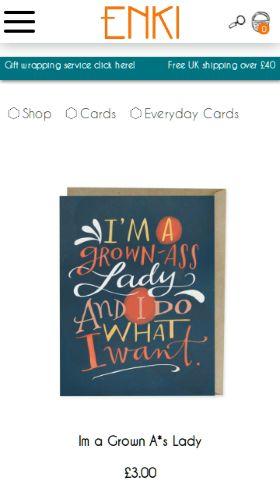 ENKI
0
Gift wrapping service click here!
Free UK shipping over £40
Shop
Cards
Everyday Cards
I'M A
GROWN-ASS
Lady
AND I DO
WHAT
I want.
Im a Grown A*s Lady
£3.00